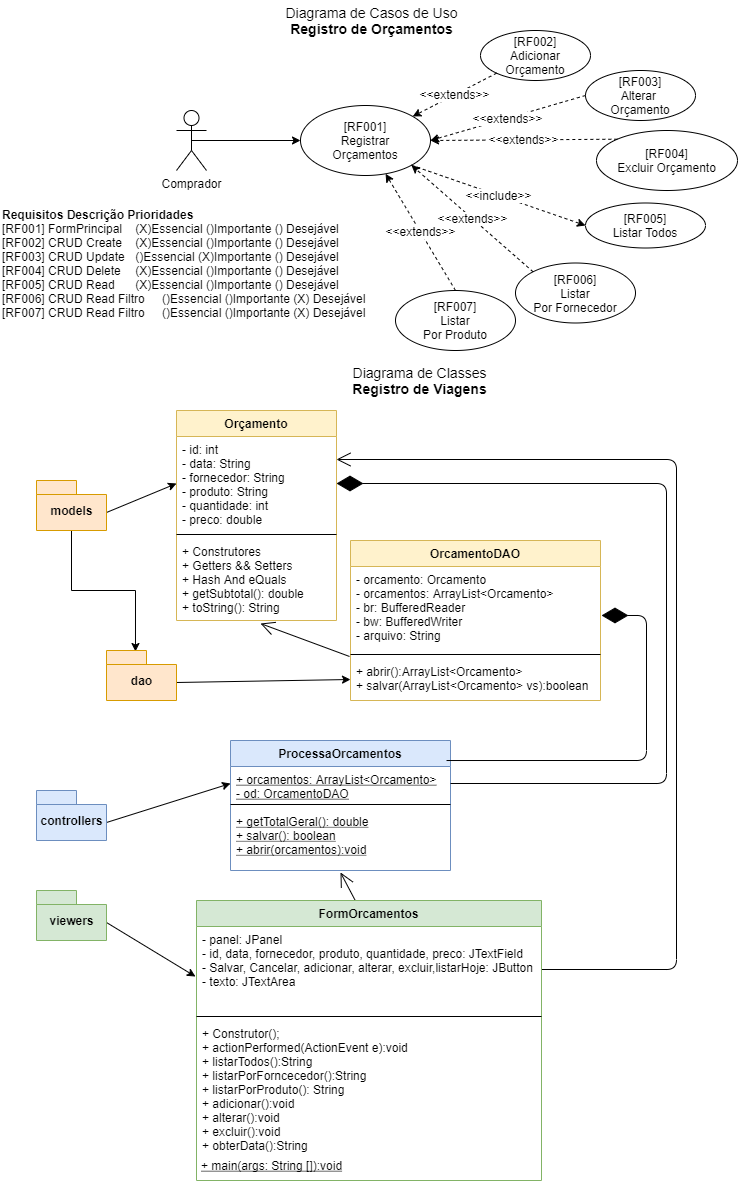 Diagrama de Casos de Uso
Registro de Orçamentos
[RF002]
Adicionar
Orçamento
<<extends>>
[RF003]
Alterar
Orçamento
<<extends>>
[RF001]
Registrar
Orçamentos
<<extends>>
[RF004]
Excluir Orçamento
Comprador
<<include>>
[RF005]
Listar Todos
<<extends>>
<<extends>>
[RF006]
Listar
Por Fornecedor
[RF007]
Listar
Por Produto
Requisitos Descrição Prioridades
[RF001] FormPrincipal (X)Essencial ()Importante () Desejável
[RF002] CRUD Create (X)Essencial ()Importante () Desejável
[RF003] CRUD Update ()Essencial (X)Importante () Desejável
[RF004] CRUD Delete (X)Essencial ()Importante () Desejável
[RF005] CRUD Read (X)Essencial ()Importante () Desejável
[RF006] CRUD Read Filtro ()Essencial ()Importante (X) Desejável
[RF007] CRUD Read Filtro ()Essencial ()Importante (X) Desejável
Diagrama de Classes
Registro de Viagens
Orçamento
- id: int
- data: String
- fornecedor: String
- produto: String
- quantidade: int
- preco: double
+ Construtores
+ Getters && Setters
+ Hash And eQuals
+ getSubtotal(): double
+ toString(): String
models
OrcamentoDAO
- orcamento: Orcamento
- orcamentos: ArrayList<Orcamento>
- br: BufferedReader
- bw: BufferedWriter
- arquivo: String
+ abrir():ArrayList<Orcamento>
+ salvar(ArrayList<Orcamento> vs):boolean
dao
ProcessaOrcamentos
+ orcamentos: ArrayList<Orcamento>
- od: OrcamentoDAO
+ getTotalGeral(): double
+ salvar(): boolean
+ abrir(orcamentos):void
controllers
viewers
FormOrcamentos
- panel: JPanel
- id, data, fornecedor, produto, quantidade, preco: JTextField
- Salvar, Cancelar, adicionar, alterar, excluir,listarHoje: JButton
- texto: JTextArea
+ Construtor();
+ actionPerformed(ActionEvent e):void
+ listarTodos():String
+ listarPorForncecedor():String
+ listarPorProduto(): String
+ adicionar():void
+ alterar():void
+ excluir():void
+ obterData():String
+ main(args: String []):void